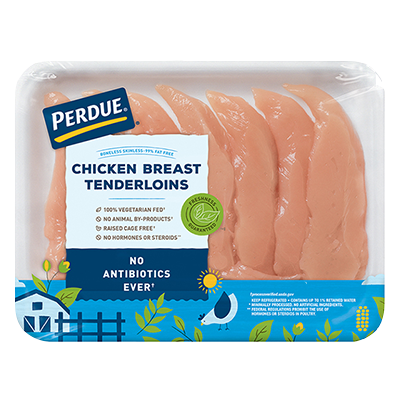 PERDUE®
BONELESS SKINLESS • 99% FAT FREE
CHICKEN BREAST
TENDERLOINS
100% VEGETARIAN FED*
NO ANIMAL BY-PRODUCTS*
RAISED CAGE FREE*
NO HORMONES OR STEROIDS**
FRESHNESS
GUARANTEED
NO
ANTIBIOTICS
EVER†
KEEP REFRIGERATED • CONTAINS UP TO 1% RETAINED WATER
* MINIMALLY PROCESSED. NO ARTIFICIAL INGREDIENTS.
** FEDERAL REGULATIONS PROHIBIT THE USE OF
HORMONES OR STEROIDS IN POULTRY.